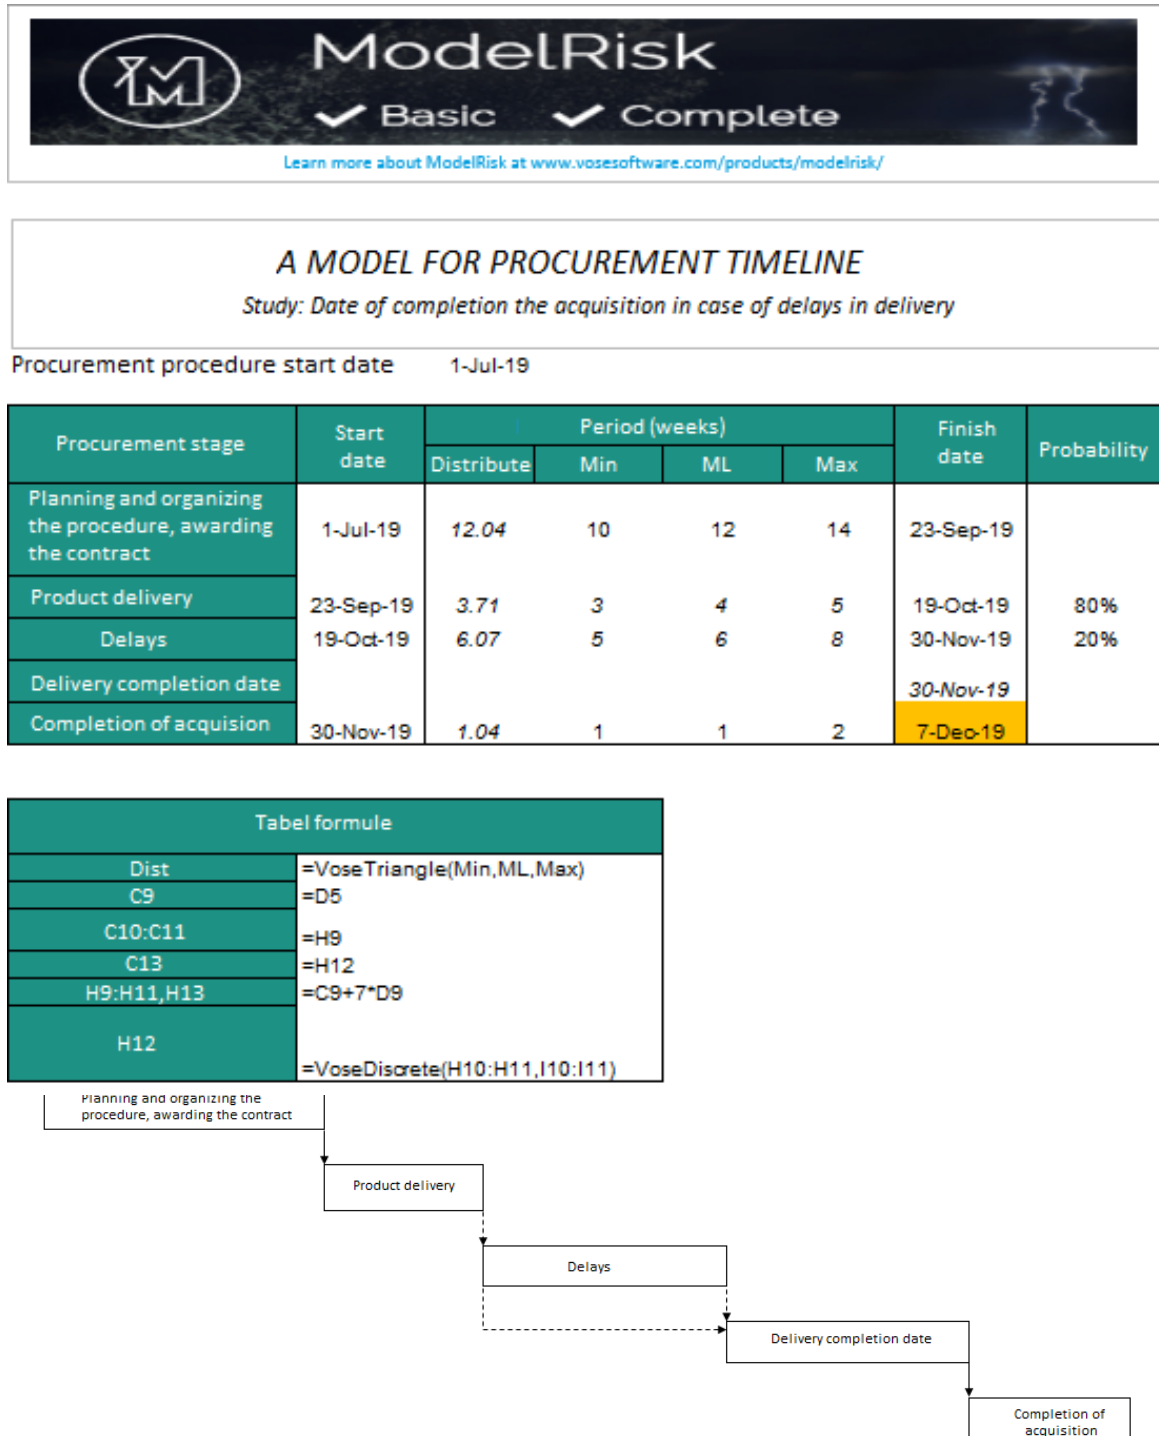 ModelRisk
Basic Complete
Learn more about ModelRisk at www.vosesoftware.com/products/modelrisk/
A MODEL FOR PROCUREMENT TIMELINE
Study: Date of completion the acquisition in case of delays in delivery
Procurement procedure start date 1-Jul-19
Procurement stage Start date Period (weeks) Finish date Probability
Distribute Min ML Max
Planning and organizing
the procedure, awarding
the contract
1-Jul-19 12.04 10 12 14 23-Sep-19
Product delivery 23-Sep-19 3.71 3 4 5 19-Oct-19 80%
Delays 19-Oct-19 6.07 5 6 8 30-Nov-19 20%
Delivery completion date 30-Nov-19
Completion of acquision 30-Nov-19 1.04 1 1 2 7-Dec-19
Tabel formule
Dist =VoseTriangle(Min,ML,Max)
C9 =D5
C10:C11 =H9
C13 =H12
H9:H11,H13 =C9+7*D9
H12 =VoseDiscrete(H10:H11,I10:I11)
Planning and organizing the
procedure, awarding the contract
Product delivery
Delays
Delivery completion date
Completion of
acquisition